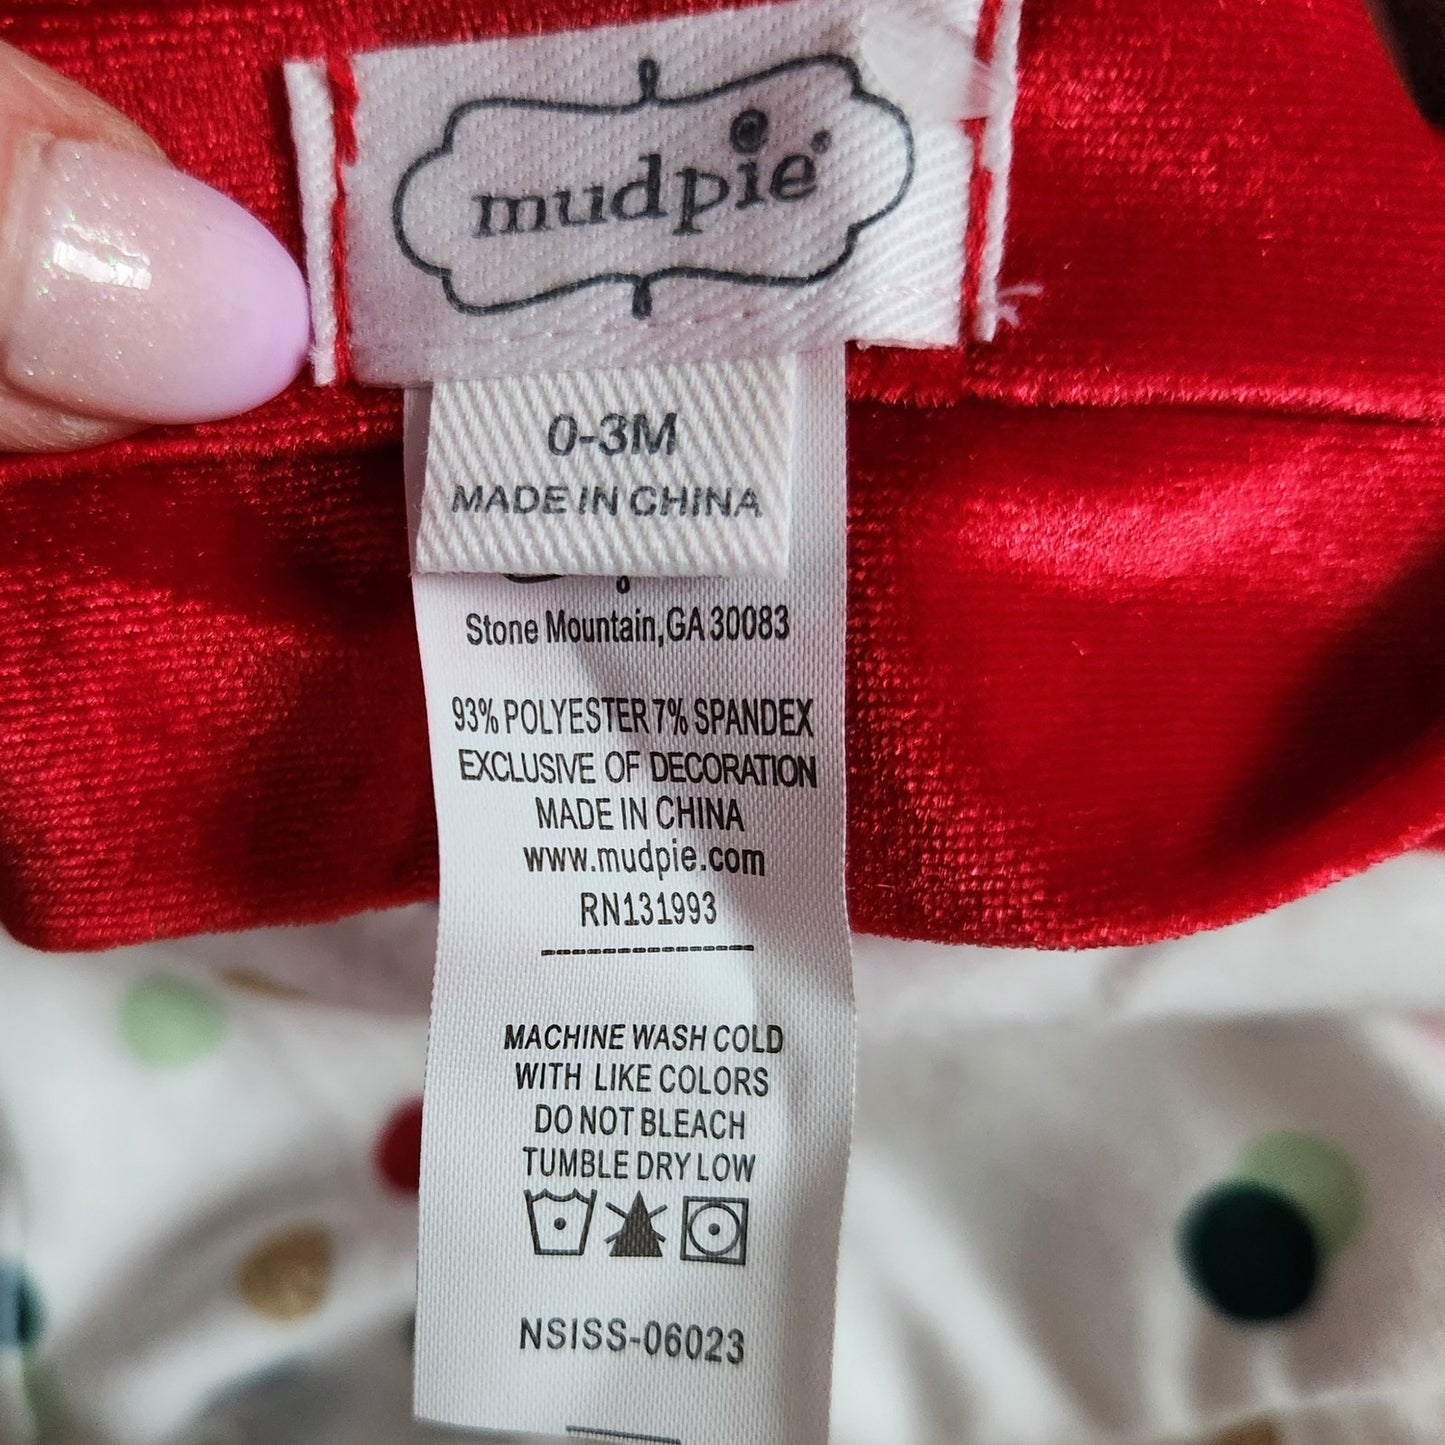 mudpie®
0-3M
MADE IN CHINA
Stone Mountain,GA 30083
93% POLYESTER 7% SPANDEX
EXCLUSIVE OF DECORATION
MADE IN CHINA
www.mudpie.com
RN131993
MACHINE WASH COLD
WITH LIKE COLORS
DO NOT BLEACH
TUMBLE DRY LOW
NSISS-06023